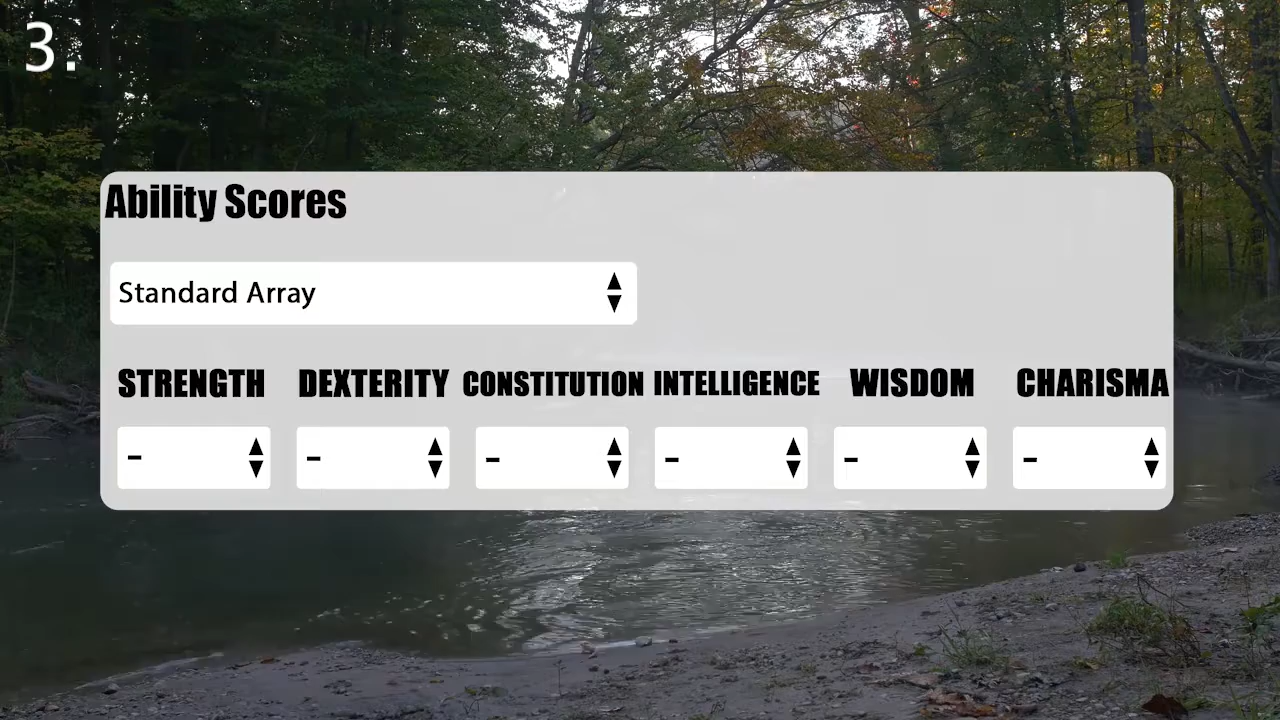 3.
Ability Scores
Standard Array
STRENGTH DEXTERITY CONSTITUTION INTELLIGENCE WISDOM CHARISMA
- - - - - -